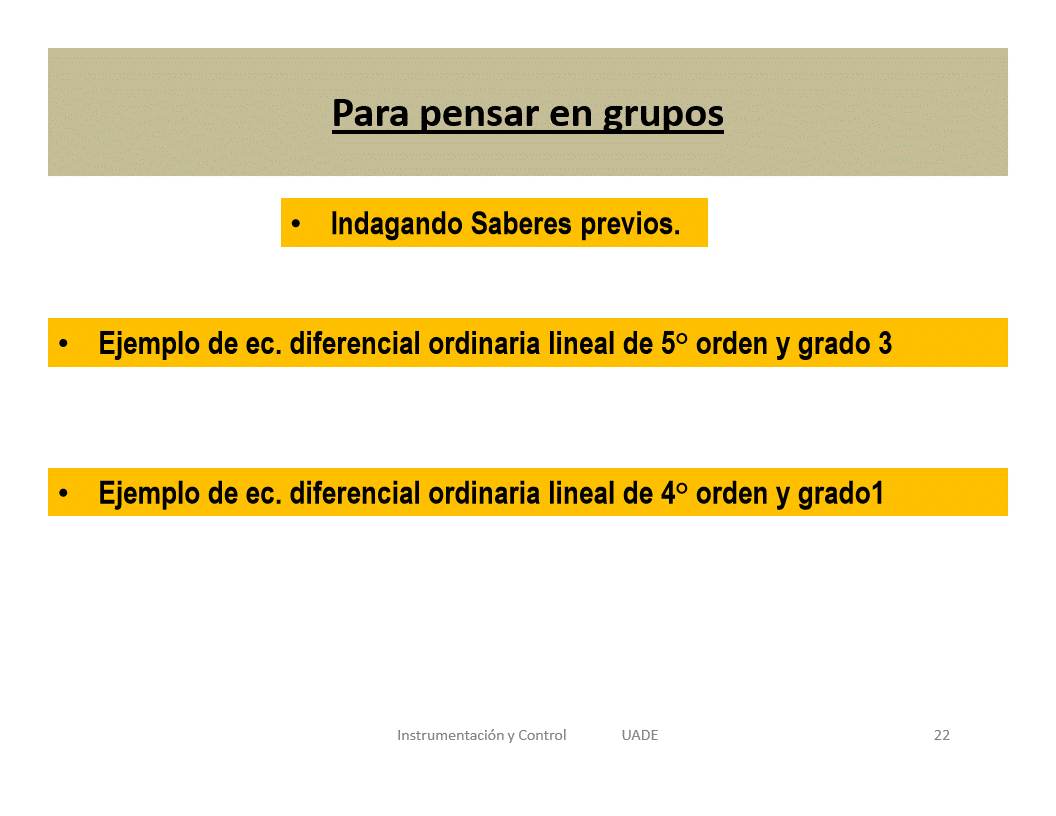 Para pensar en grupos
• Indagando Saberes previos.
• Ejemplo de ec. diferencial ordinaria lineal de 5° orden y grado 3
• Ejemplo de ec. diferencial ordinaria lineal de 4° orden y grado1
Instrumentación y Control UADE 22